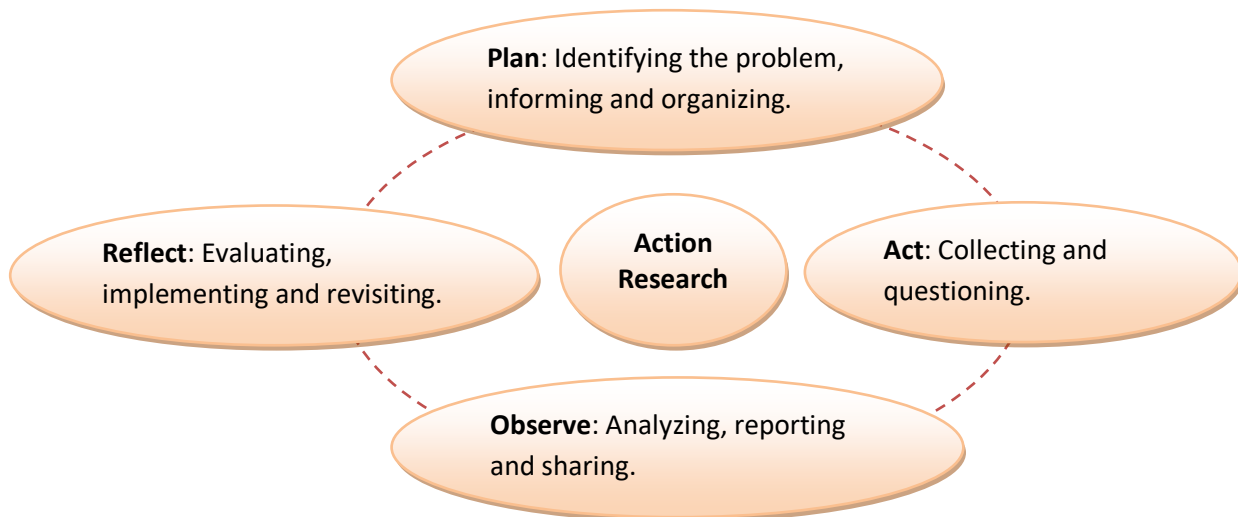 Plan: Identifying the problem,
informing and organizing.
Reflect: Evaluating,
implementing and revisiting.
Action
Research
Act: Collecting and
questioning.
Observe: Analyzing, reporting
and sharing.